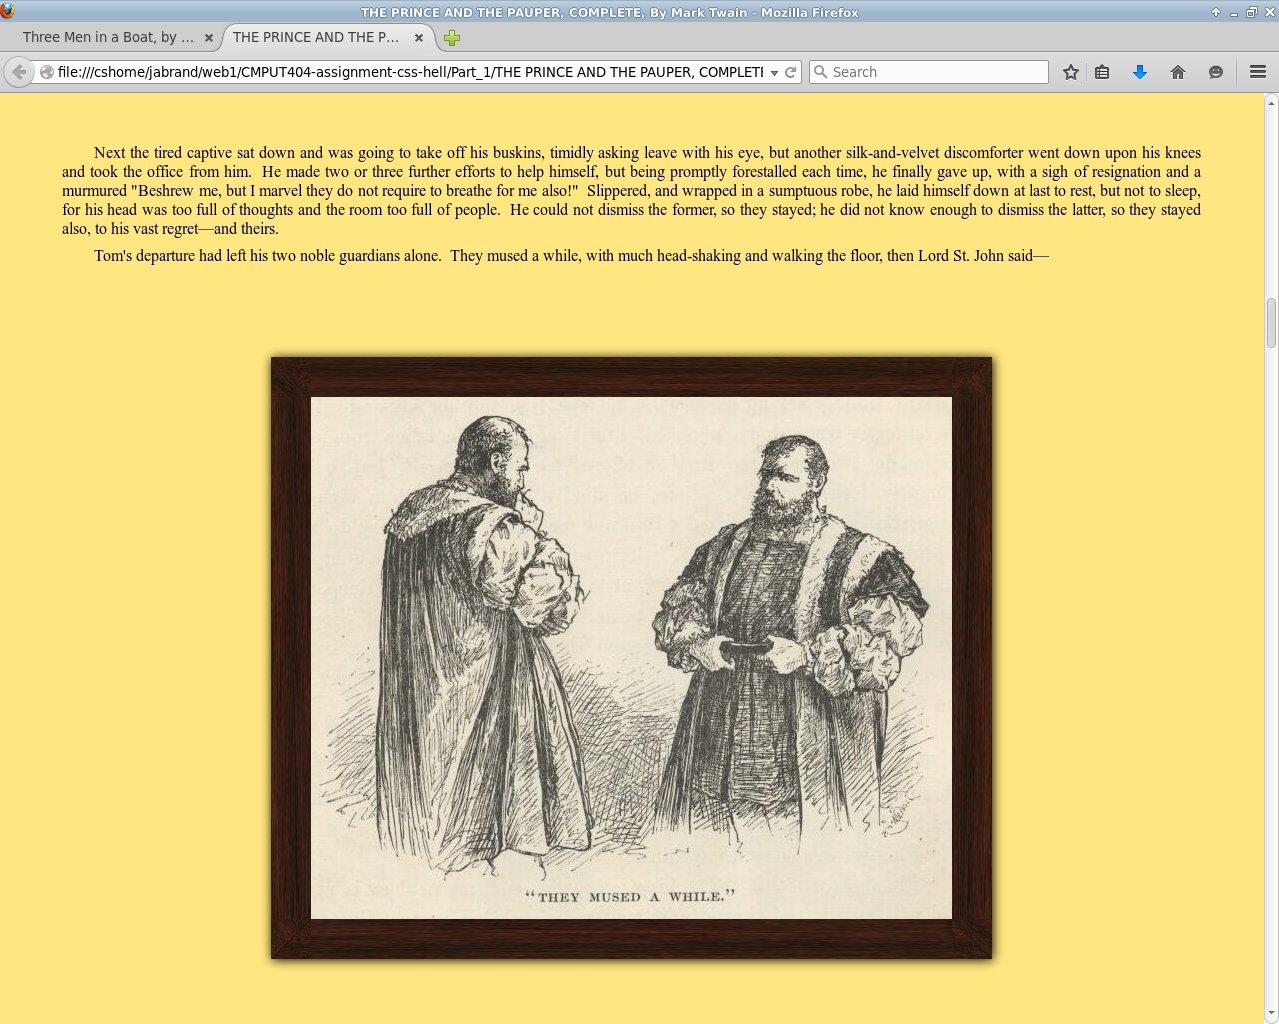 THE PRINCE AND THE PAUPER, COMPLETE, By Mark Twain - Mozilla Firefox
Three Men in a Boat, by ...
THE PRINCE AND THE P...
file:///cshome/jabrand/web1/CMPUT404-assignment-css-hell/Part_1/THE PRINCE AND THE PAUPER, COMPLETE
Search
Next the tired captive sat down and was going to take off his buskins, timidly asking leave with his eye, but another silk-and-velvet discomforter went down upon his knees
and took the office from him.  He made two or three further efforts to help himself, but being promptly forestalled each time, he finally gave up, with a sigh of resignation and a
murmured "Beshrew me, but I marvel they do not require to breathe for me also!"  Slippered, and wrapped in a sumptuous robe, he laid himself down at last to rest, but not to sleep,
for his head was too full of thoughts and the room too full of people.  He could not dismiss the former, so they stayed; he did not know enough to dismiss the latter, so they stayed
also, to his vast regret—and theirs.
Tom's departure had left his two noble guardians alone.  They mused a while, with much head-shaking and walking the floor, then Lord St. John said—
"THEY MUSED A WHILE."